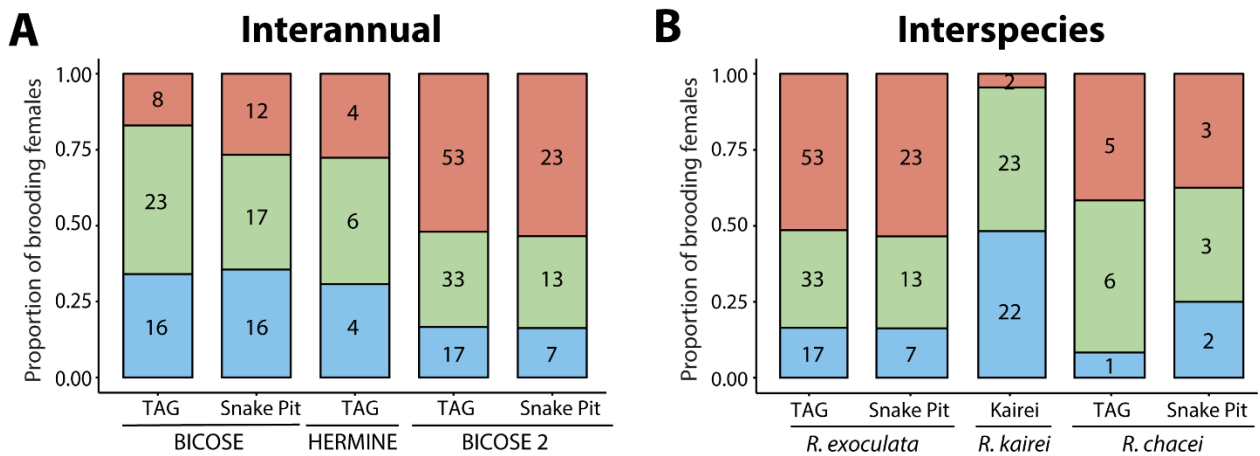 A Interannual
Proportion of brooding females
1.00
0.75
0.50
0.25
0.00
8 12 4 53 23
23 17 6 33 13
16 16 4 17 7
TAG Snake Pit TAG TAG Snake Pit
BICOSE HERMINE BICOSE 2
B Interspecies
Proportion of brooding females
1.00
0.75
0.50
0.25
0.00
53 23 2 5 3
33 13 23 6 3
17 7 22 1 2
TAG Snake Pit Kairei TAG Snake Pit
R. exoculata R. kairei R. chacei